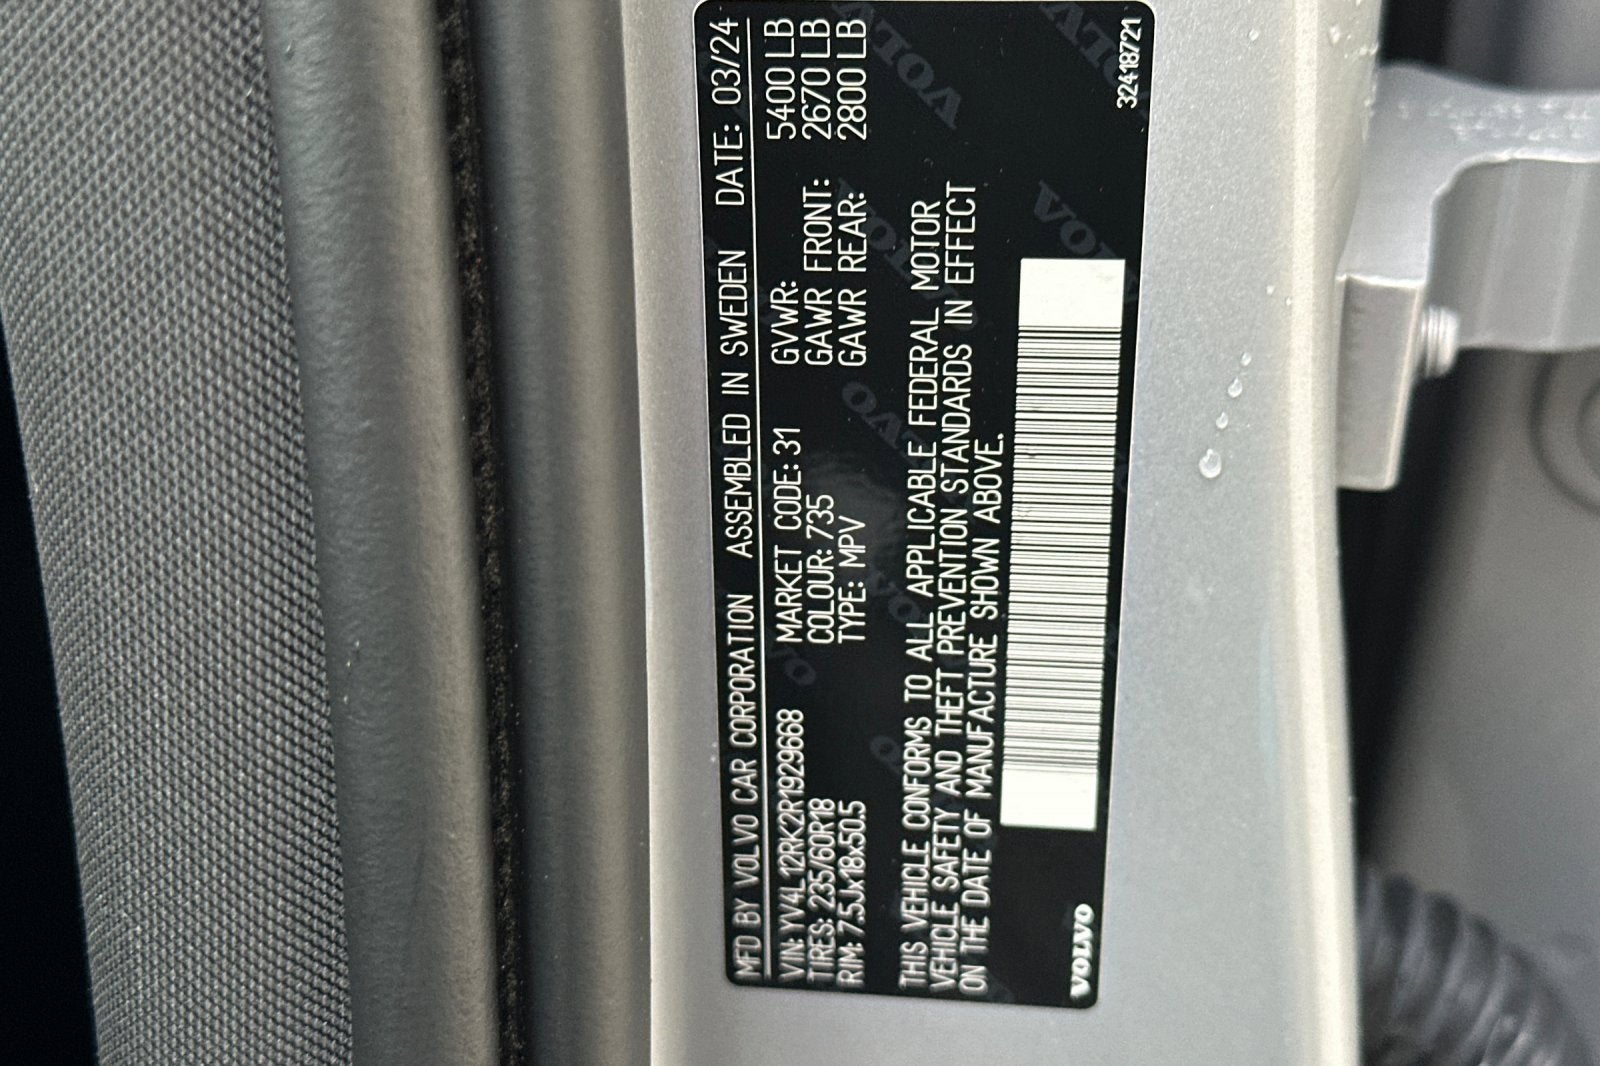 MFD BY VOLVO CAR CORPORATION ASSEMBLED IN SWEDEN DATE: 03/24
VIN: YV4L12RK2R1929668 MARKET CODE: 31 GVWR: 5400 LB
TIRES: 235/60R18 COLOUR: 735 GAWR FRONT: 2670 LB
RIM: 7.5Jx18x50.5 TYPE: MPV GAWR REAR: 2800 LB
THIS VEHICLE CONFORMS TO ALL APPLICABLE FEDERAL MOTOR
VEHICLE SAFETY AND THEFT PREVENTION STANDARDS IN EFFECT
ON THE DATE OF MANUFACTURE SHOWN ABOVE.
VOLVO
32418721